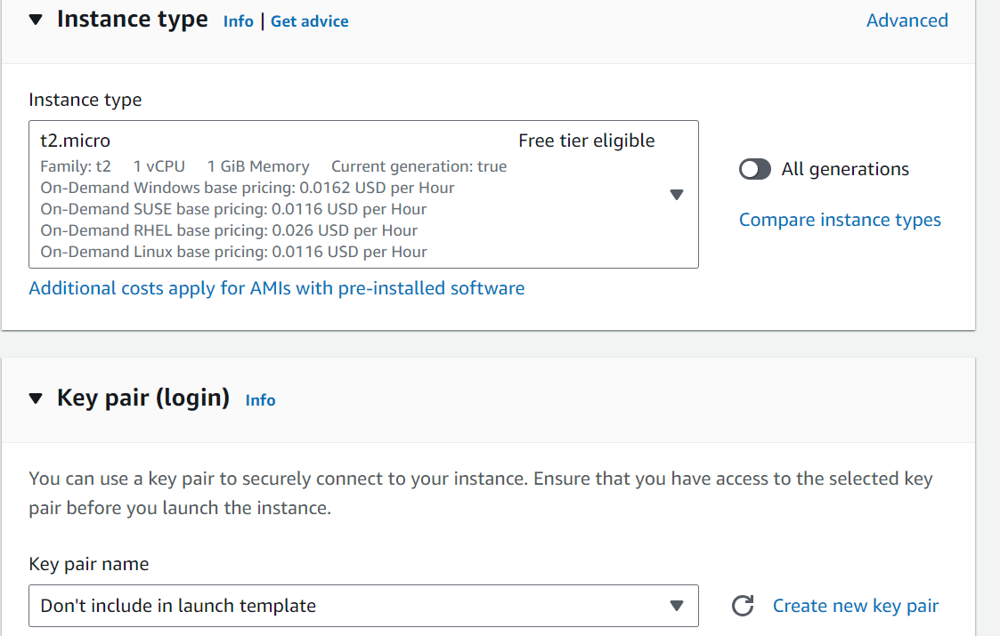 Instance type Info | Get advice Advanced
Instance type
t2.micro Free tier eligible
Family: t2 1 vCPU 1 GiB Memory Current generation: true
On-Demand Windows base pricing: 0.0162 USD per Hour
On-Demand SUSE base pricing: 0.0116 USD per Hour
On-Demand RHEL base pricing: 0.026 USD per Hour
On-Demand Linux base pricing: 0.0116 USD per Hour
All generations
Compare instance types
Additional costs apply for AMIs with pre-installed software
Key pair (login) Info
You can use a key pair to securely connect to your instance. Ensure that you have access to the selected key
pair before you launch the instance.
Key pair name
Don't include in launch template Create new key pair